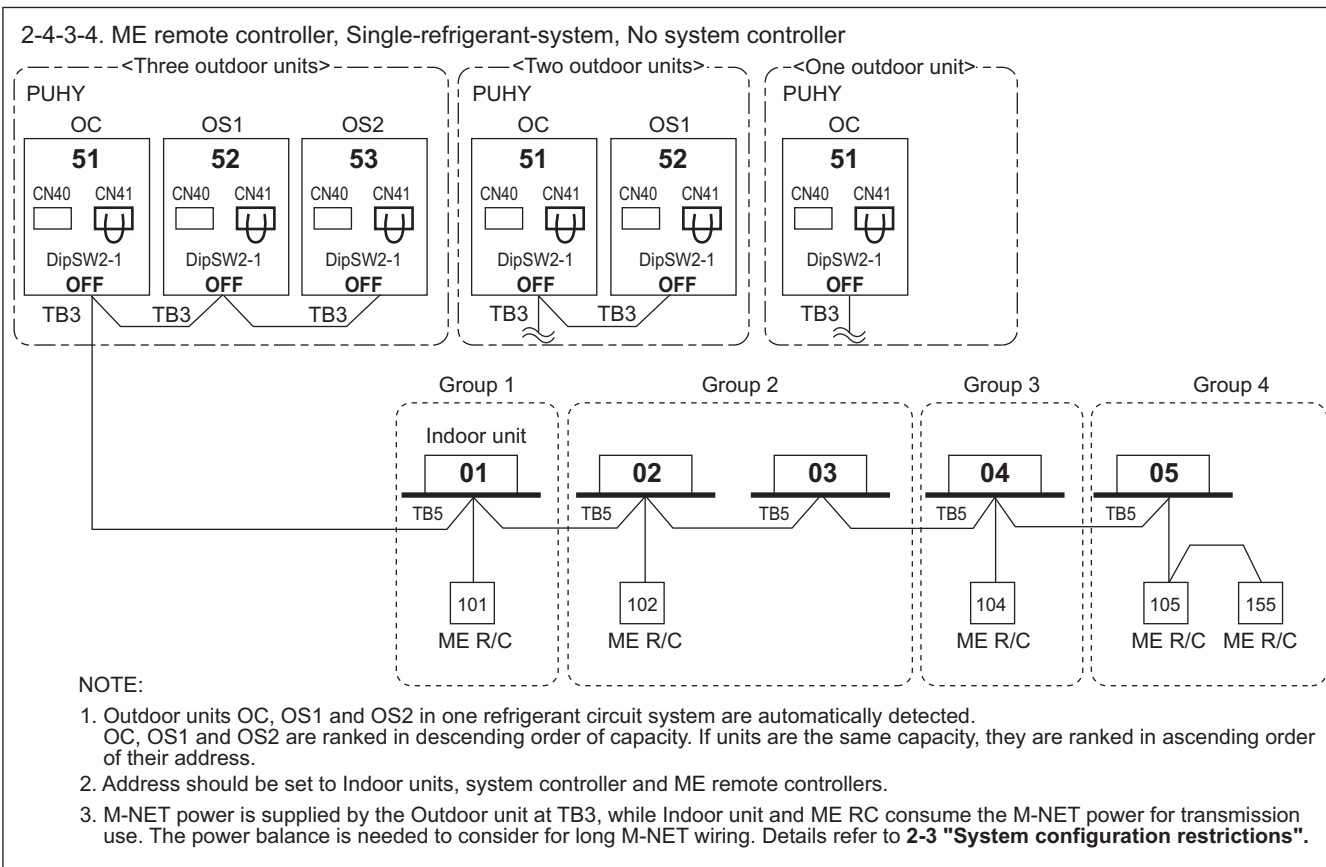 2-4-3-4. ME remote controller, Single-refrigerant-system, No system controller
<Three outdoor units> <Two outdoor units> <One outdoor unit>
PUHY PUHY PUHY
OC OS1 OS2 OC OS1 OC
51 52 53 51 52 51
CN40 CN41 CN40 CN41 CN40 CN41 CN40 CN41 CN40 CN41 CN40 CN41
DipSW2-1 DipSW2-1 DipSW2-1 DipSW2-1 DipSW2-1 DipSW2-1
OFF OFF OFF OFF OFF OFF
TB3 TB3 TB3 TB3 TB3 TB3
Group 1 Group 2 Group 3 Group 4
Indoor unit
01 02 03 04 05
TB5 TB5 TB5 TB5 TB5
101 102 104 105 155
ME R/C ME R/C ME R/C ME R/C ME R/C
NOTE:
1. Outdoor units OC, OS1 and OS2 in one refrigerant circuit system are automatically detected.
OC, OS1 and OS2 are ranked in descending order of capacity. If units are the same capacity, they are ranked in ascending order
of their address.
2. Address should be set to Indoor units, system controller and ME remote controllers.
3. M-NET power is supplied by the Outdoor unit at TB3, while Indoor unit and ME RC consume the M-NET power for transmission
use. The power balance is needed to consider for long M-NET wiring. Details refer to 2-3 "System configuration restrictions".